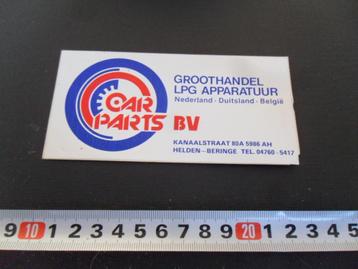 GROOTHANDEL
LPG APPARATUUR
Nederland - Duitsland - België
CAR
PARTS BV
KANAALSTRAAT 80A 5986 AH
HELDEN - BERINGE TEL. 04760 - 5417
9 10 1 2 3 4 5 6 7 8 9 20 1 2 3 4